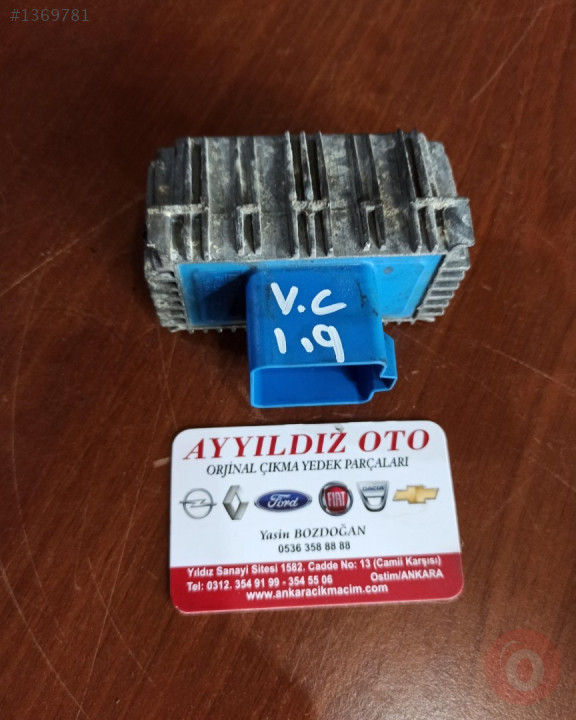 #1369781
V.C
1.9
AYYILDIZ OTO
ORJİNAL ÇIKMA YEDEK PARÇALARI
Ford FIAT DACIA
Yasin BOZDOĞAN
0536 358 88 88
Yıldız Sanayi Sitesi 1582. Cadde No: 13 (Camii Karşısı)
Tel: 0312. 354 91 99 - 354 55 06 Ostim/ANKARA
www.ankaracikmacim.com